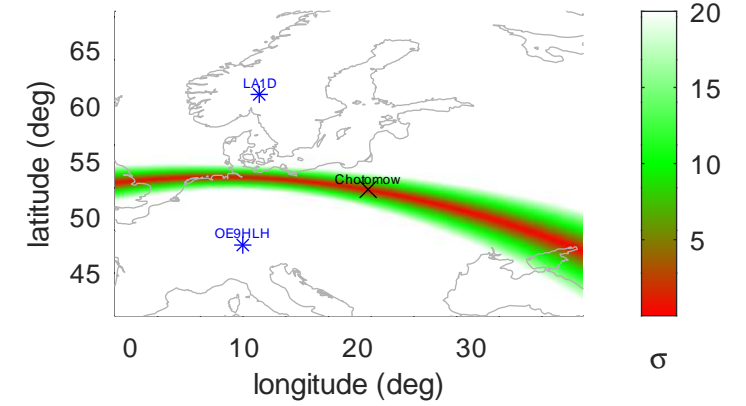 20
65
LA1D
60
15
latitude (deg)
55
Chotomow
10
50
OE9HLH
5
45
0 10 20 30
σ
longitude (deg)